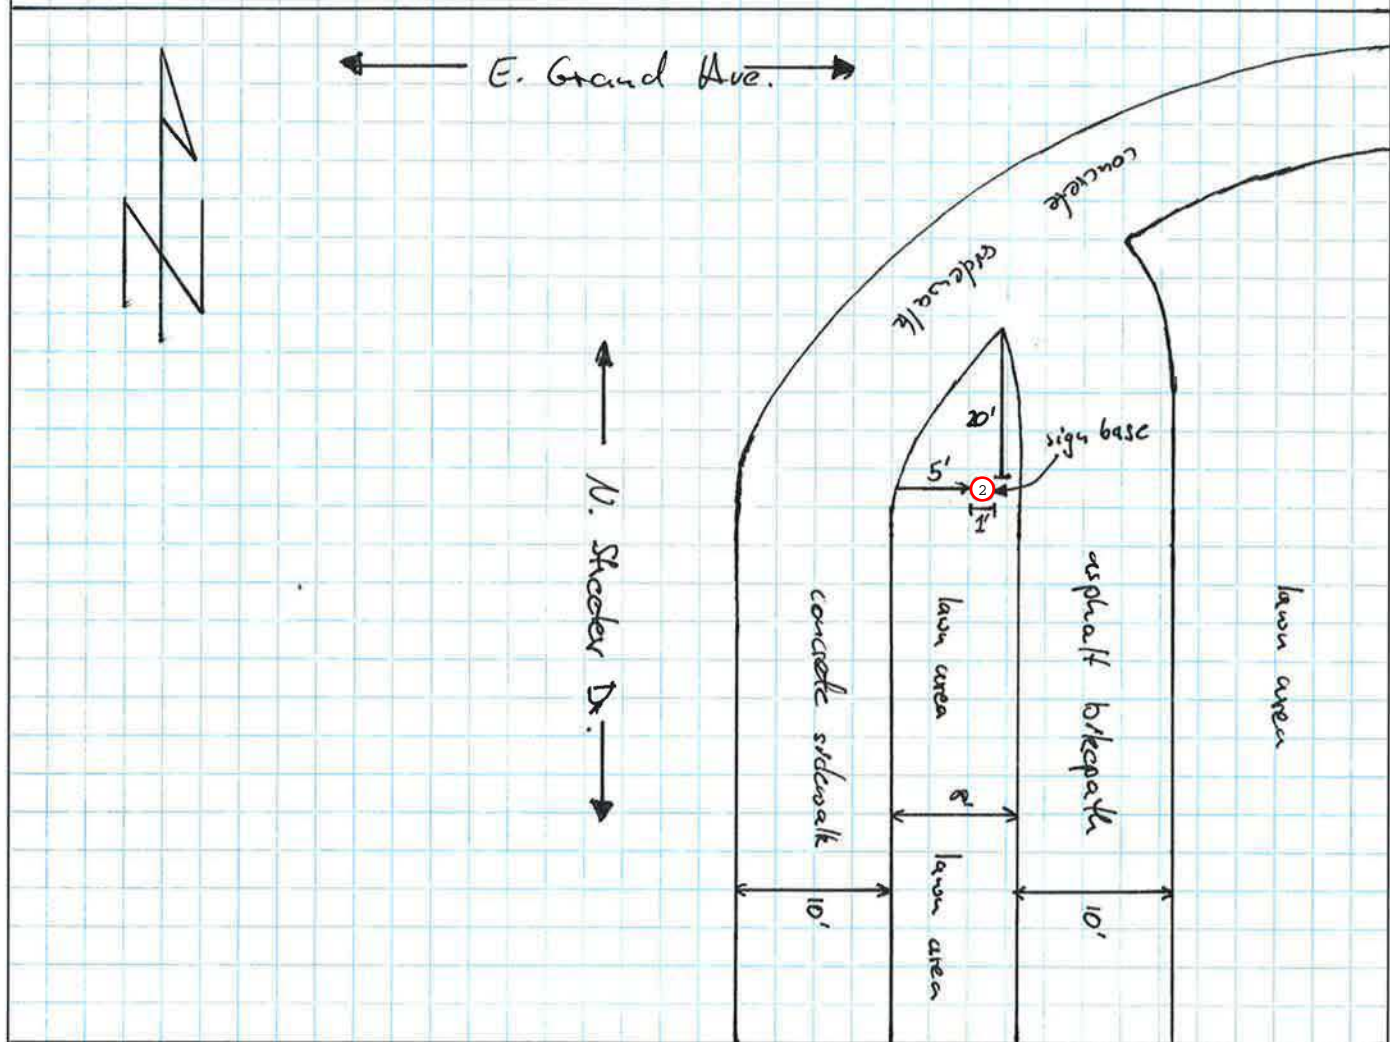 E. Grand Ave.
concrete
sidewalk
20'
sign base
5'
2
1'
N. Streeter Dr.
concrete sidewalk
lawn area
asphalt bikepath
lawn area
8'
lawn area
10'
10'